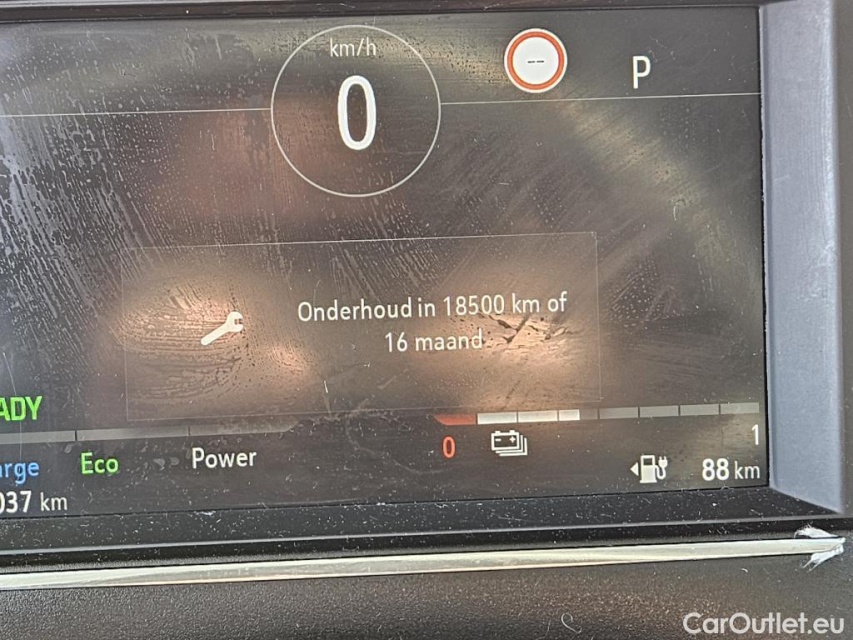 km/h
0
--
P
Onderhoud in 18500 km of
16 maand
ADY
arge
Eco
Power
0
1
037 km
88 km
CarOutlet.eu